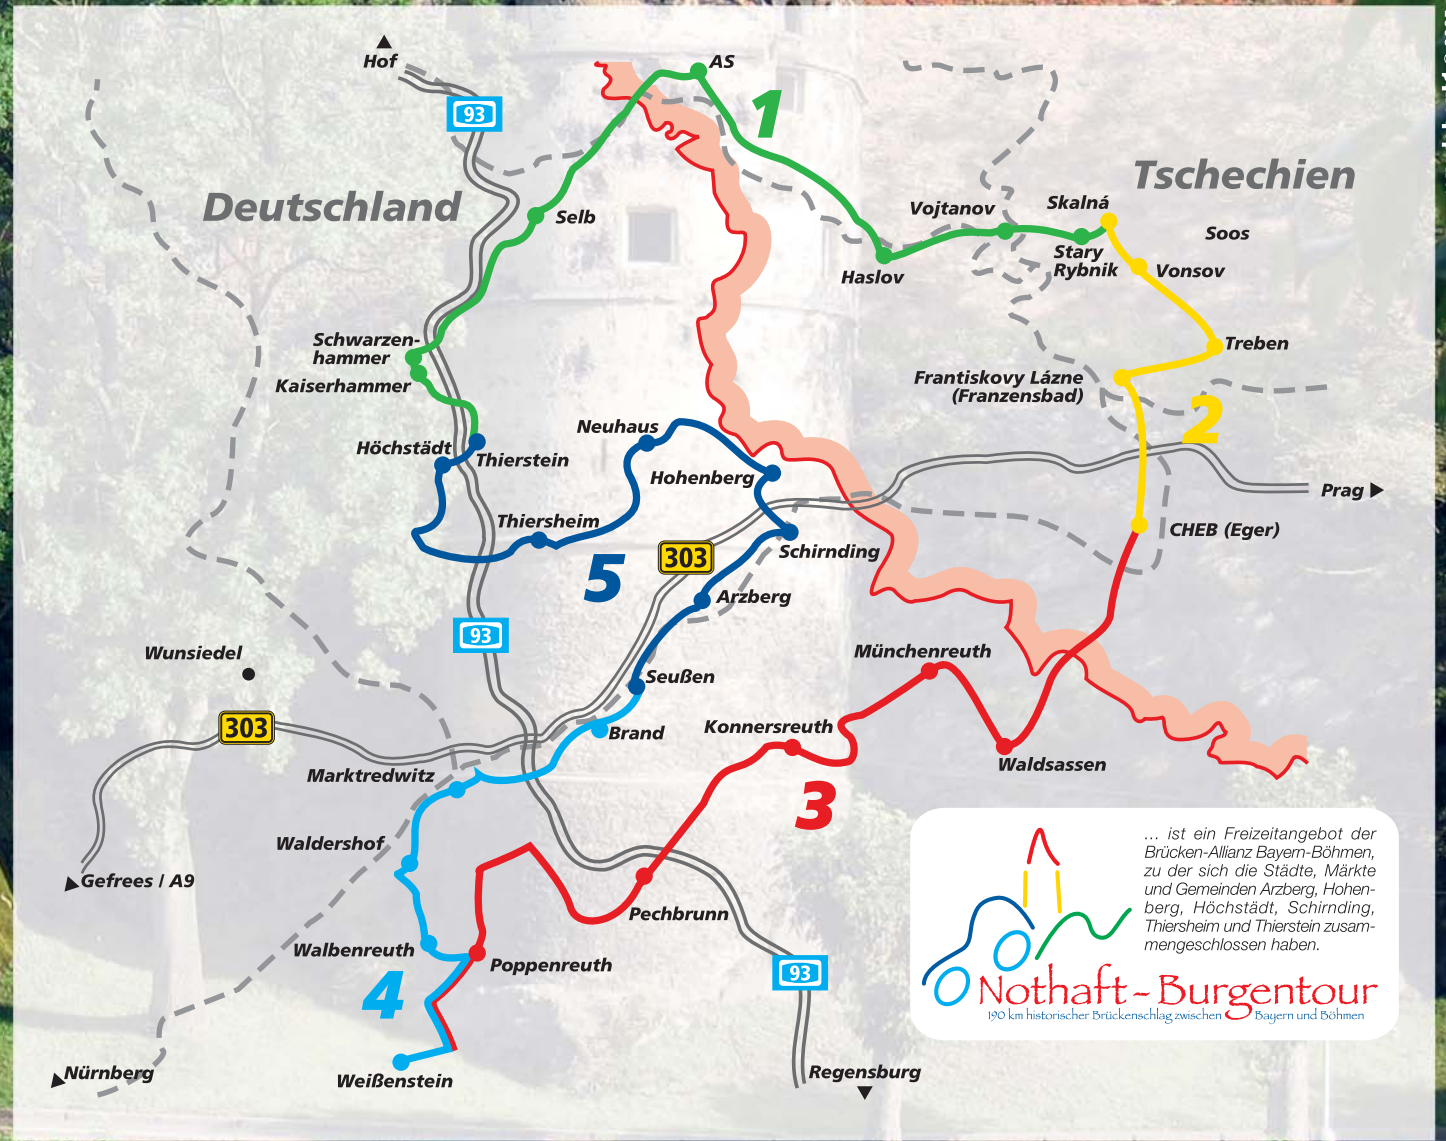 Hof
AS
93
1
Deutschland
Tschechien
Selb
Vojtanov
Skalná
Soos
Stary
Rybnik
Vonsov
Haslov
Schwarzen-
hammer
Kaiserhammer
Treben
Frantiskovy Lázne
(Franzensbad)
2
Neuhaus
Höchstädt
Thierstein
Hohenberg
Prag
Thiersheim
CHEB (Eger)
Schirnding
303
5
Arzberg
93
Wunsiedel
Münchenreuth
Seußen
303
Konnersreuth
Brand
Waldsassen
Marktredwitz
3
Waldershof
Gefrees / A9
Pechbrunn
Walbenreuth
Poppenreuth
93
4
Nürnberg
Weißenstein
Regensburg
... ist ein Freizeitangebot der
Brücken-Allianz Bayern-Böhmen,
zu der sich die Städte, Märkte
und Gemeinden Arzberg, Hohen-
berg, Höchstädt, Schirnding,
Thiersheim und Thierstein zusam-
mengeschlossen haben.
Nothaft - Burgentour
190 km historischer Brückenschlag zwischen Bayern und Böhmen